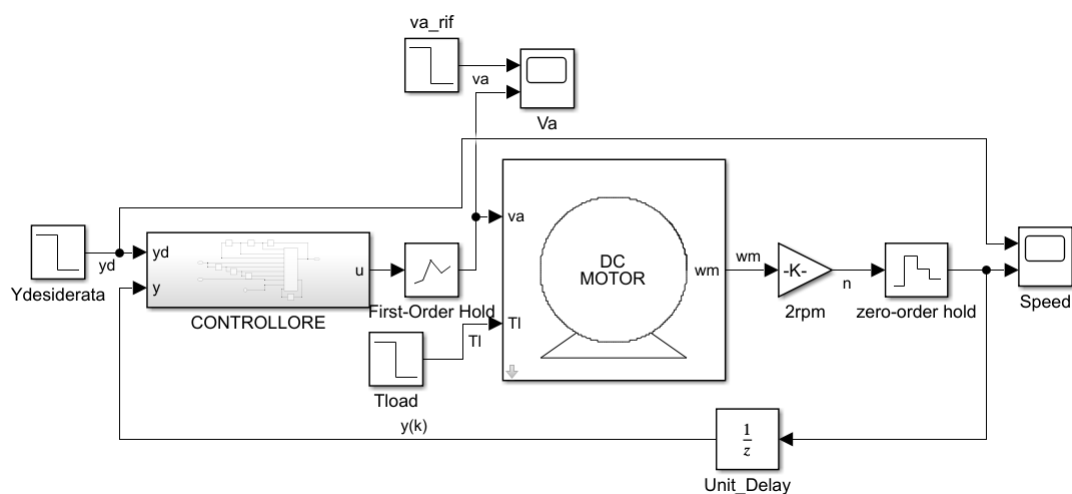 va_rif
va
Va
yd
Ydesiderata
yd
y
u
CONTROLLORE
First-Order Hold
Tl
Tload
va
Tl
DC
MOTOR
wm
wm
-K-
2rpm
n
zero-order hold
Speed
y(k)
1
z
Unit_Delay